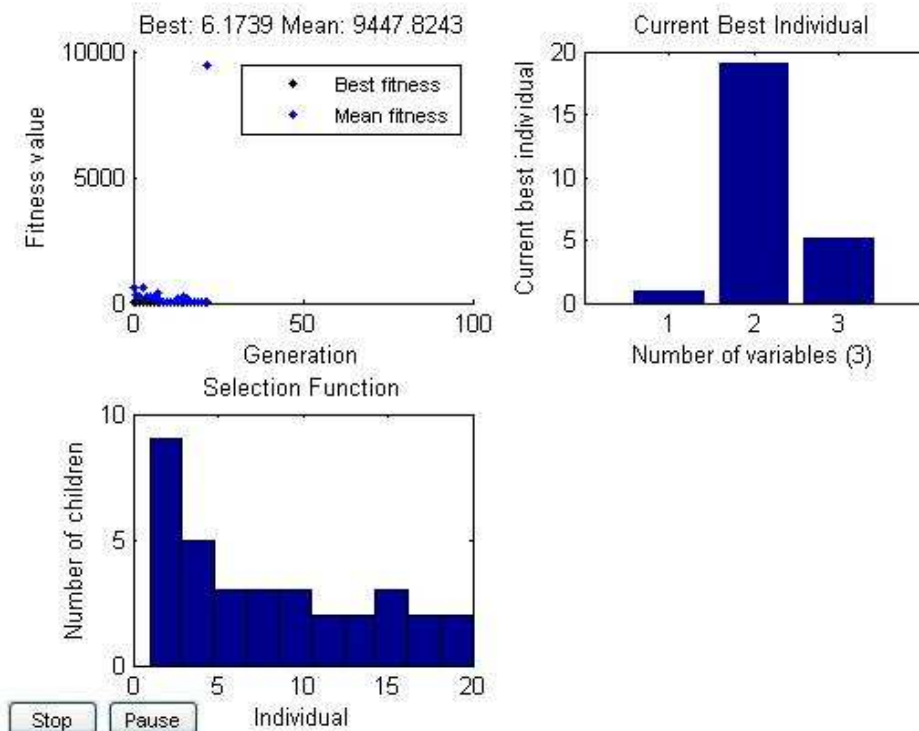 Best: 6.1739 Mean: 9447.8243
10000
5000
0
Fitness value
Best fitness
Mean fitness
0 50 100
Generation
Current Best Individual
20
15
10
5
0
Current best individual
1 2 3
Number of variables (3)
Selection Function
10
5
0
Number of children
0 5 10 15 20
Individual
Stop
Pause